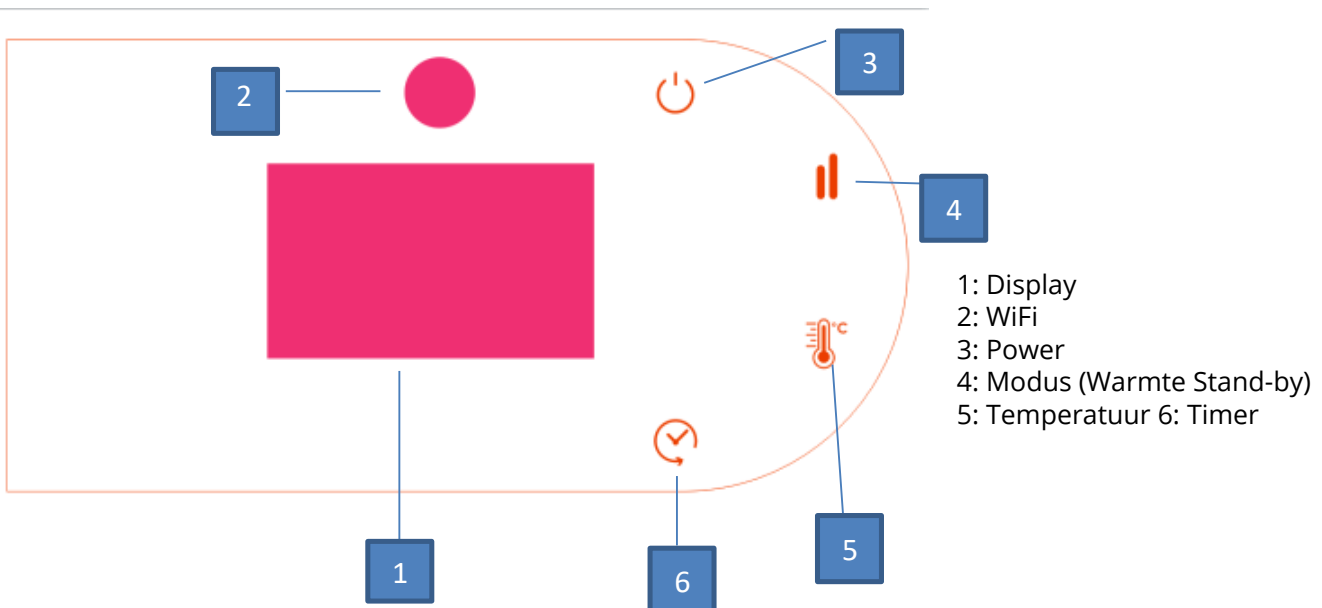 2
3
4
°C
1: Display
2: WiFi
3: Power
4: Modus (Warmte Stand-by)
5: Temperatuur 6: Timer
1
6
5